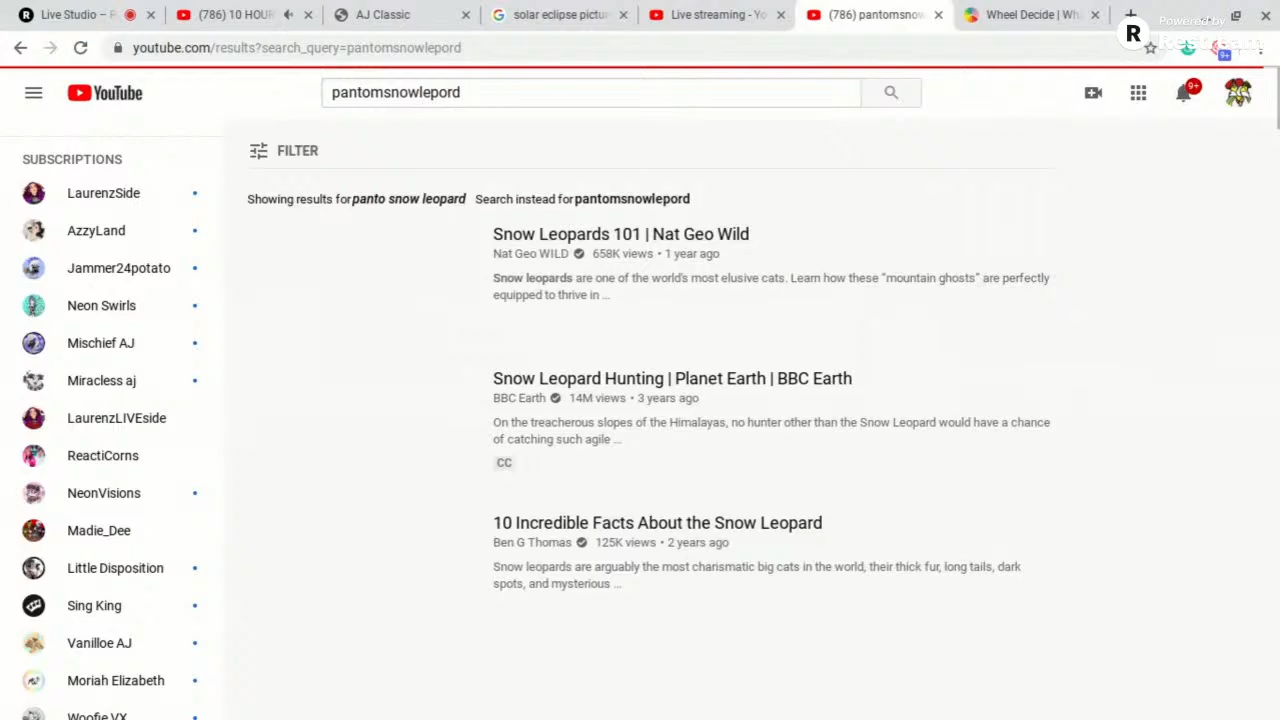 Live Studio – R
(786) 10 HOUR
AJ Classic
solar eclipse pictu
Live streaming - Yo
(786) pantomsnow
Wheel Decide | Wh
Powered by
R Restream
youtube.com/results?search_query=pantomsnowlepord
9+
YouTube
pantomsnowlepord
9+
SUBSCRIPTIONS
LaurenzSide
AzzyLand
Jammer24potato
Neon Swirls
Mischief AJ
Miracless aj
LaurenzLIVEside
ReactiCorns
NeonVisions
Madie_Dee
Little Disposition
Sing King
Vanilloe AJ
Moriah Elizabeth
Woofie VX
FILTER
Showing results for panto snow leopard Search instead for pantomsnowlepord
Snow Leopards 101 | Nat Geo Wild
Nat Geo WILD 658K views • 1 year ago
Snow leopards are one of the world's most elusive cats. Learn how these “mountain ghosts” are perfectly
equipped to thrive in ...
Snow Leopard Hunting | Planet Earth | BBC Earth
BBC Earth 14M views • 3 years ago
On the treacherous slopes of the Himalayas, no hunter other than the Snow Leopard would have a chance
of catching such agile ...
CC
10 Incredible Facts About the Snow Leopard
Ben G Thomas 125K views • 2 years ago
Snow leopards are arguably the most charismatic big cats in the world, their thick fur, long tails, dark
spots, and mysterious ...